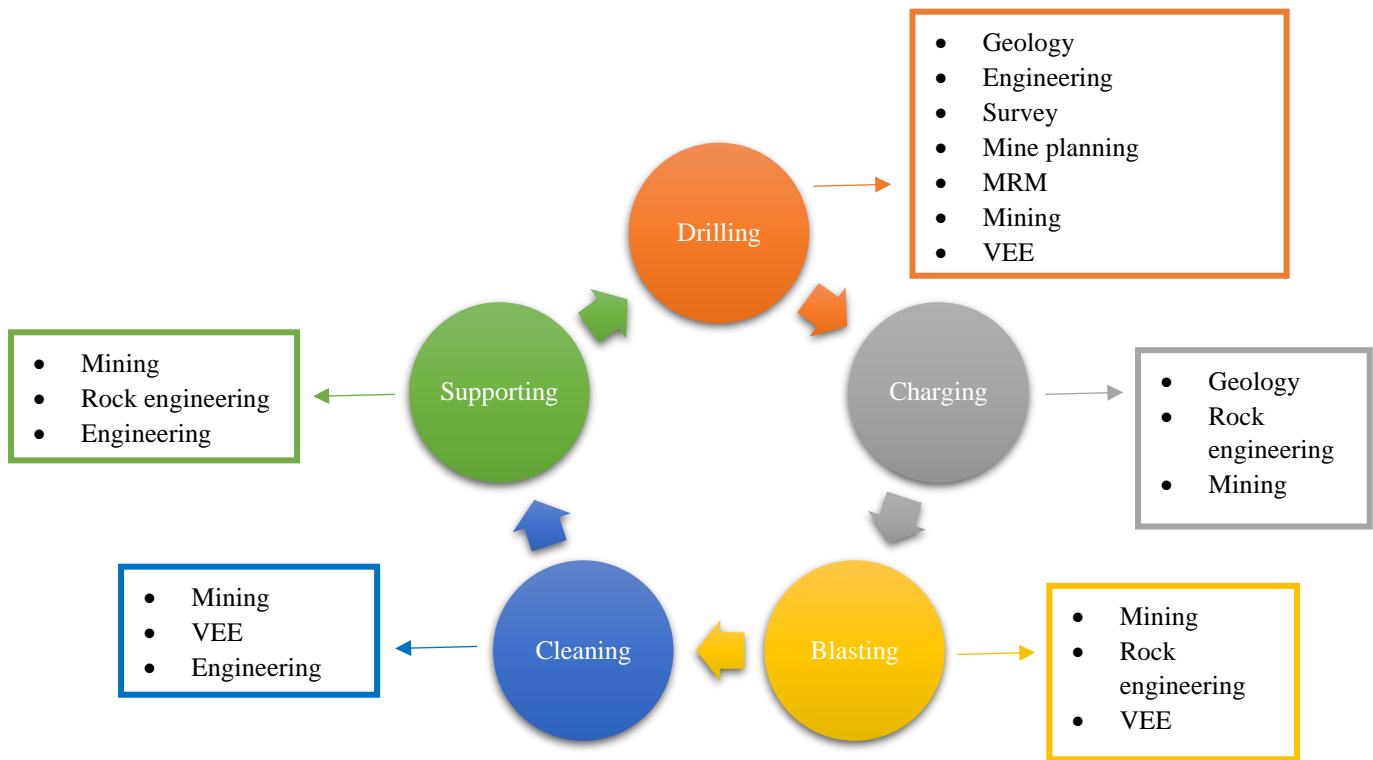 Drilling
• Geology
• Engineering
• Survey
• Mine planning
• MRM
• Mining
• VEE
Charging
• Geology
• Rock
engineering
• Mining
Blasting
• Mining
• Rock
engineering
• VEE
Cleaning
• Mining
• VEE
• Engineering
Supporting
• Mining
• Rock engineering
• Engineering